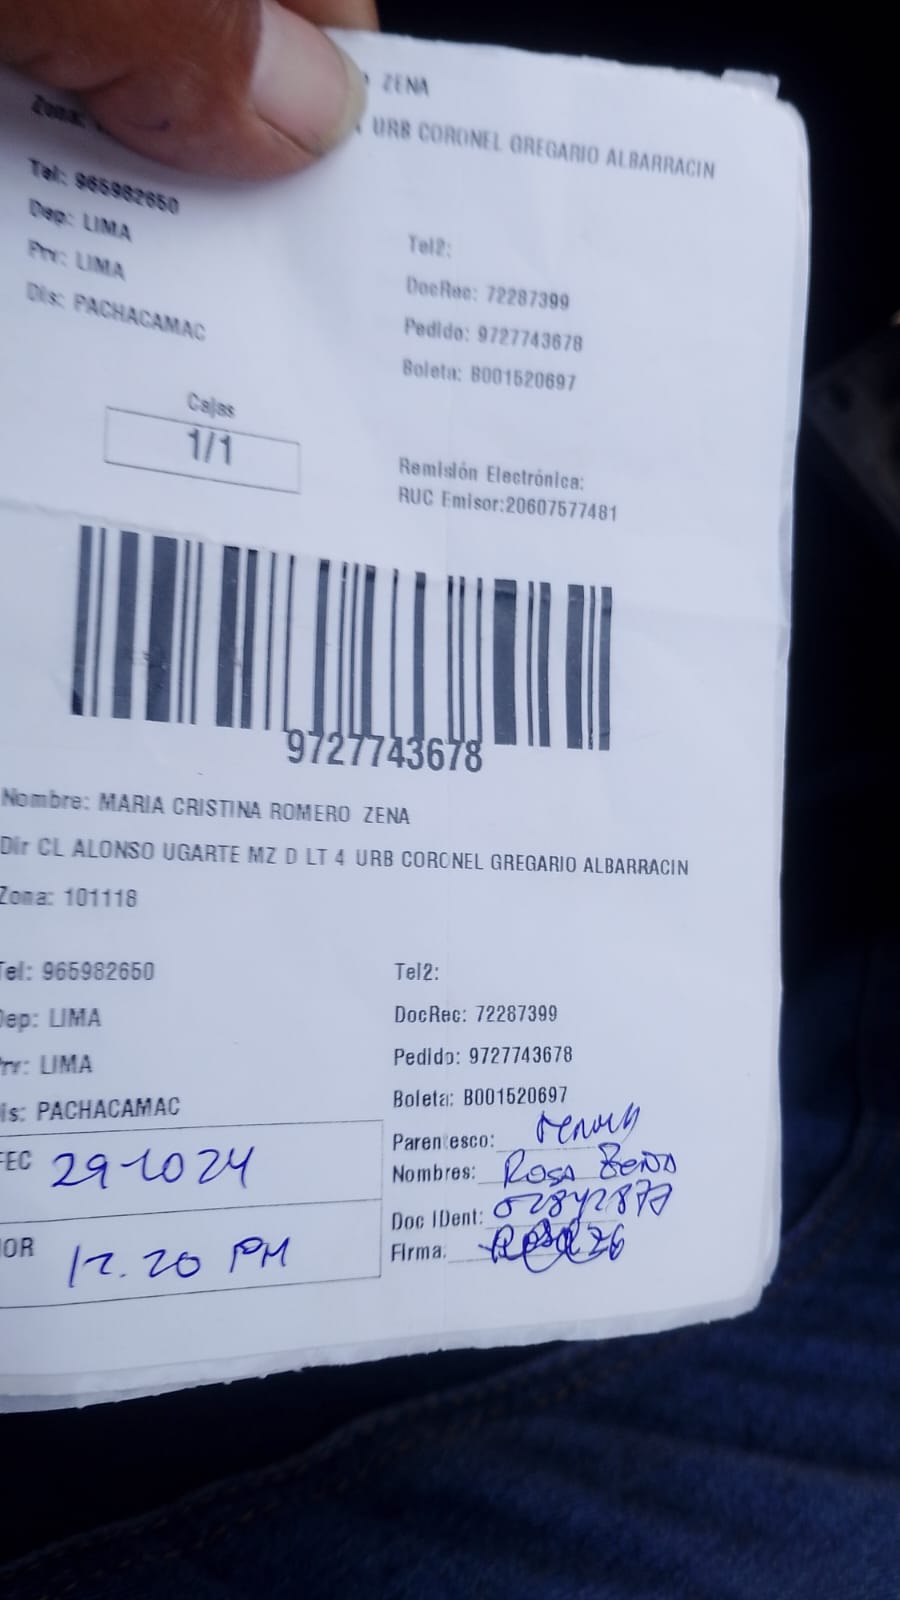 ZENA
URB CORONEL GREGARIO ALBARRACIN
Zona:
Tel: 965982650
Dep: LIMA
Tel2:
Prv: LIMA
DocRec: 72287399
Dis: PACHACAMAC
Pedido: 9727743678
Boleta: B001520697
Cajas
1/1
Remisión Electrónica:
RUC Emisor:20607577481
9727743678
Nombre: MARIA CRISTINA ROMERO ZENA
Dir CL ALONSO UGARTE MZ D LT 4 URB CORONEL GREGARIO ALBARRACIN
Zona: 101118
Tel: 965982650
Tel2:
Dep: LIMA
DocRec: 72287399
Prv: LIMA
Pedido: 9727743678
Dis: PACHACAMAC
Boleta: B001520697
FEC 29-10 24
Parentesco:
Nombres: ROSA ZENA
Doc IDent: 02842877
HOR 12.20 PM
Firma: